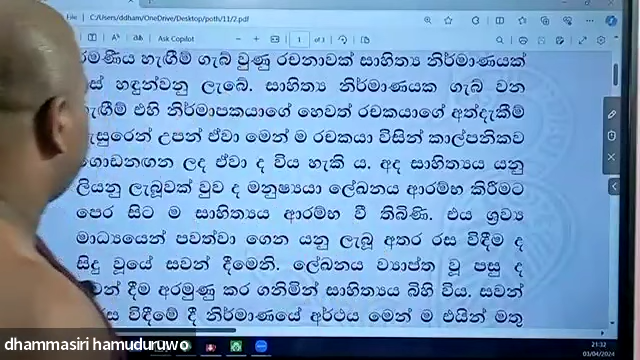 File | C:/Users/ddham/OneDrive/Desktop/poth/11/2.pdf
Ask Copilot
1
හැඟීම් ගැබ් වුණු රචනාවක් සාහිත්‍ය නිර්මාණයක්
හඳුන්වනු ලැබේ. සාහිත්‍ය නිර්මාණයක ගැබ් වන
එහි නිර්මාපකයාගේ හෙවත් රචකයාගේ අත්දැකීම්
උපන් ඒවා මෙන් ම රචකයා විසින් කාල්පනිකව
ගොඩනඟන ලද ඒවා ද විය හැකි ය. අද සාහිත්‍යය යනු
ලියනු ලැබූවක් වුව ද මනුෂ්‍යයා ලේඛනය ආරම්භ කිරීමට
පෙර සිට ම සාහිත්‍යය ආරම්භ වී තිබිණි. එය ශ්‍රව්‍ය
මාධ්‍යයෙන් පවත්වා ගෙන යනු ලැබූ අතර රස විඳීම ද
සිදු වූයේ සවන් දීමෙනි. ලේඛනය ව්‍යාප්ත වූ පසු ද
දීම අරමුණු කර ගනිමින් සාහිත්‍යය බිහි විය. සවන්
විඳීමේ දී නිර්මාණයේ අර්ථය මෙන් ම එයින් මතු
dhammasiri hamuduruwo
21:32
03/04/2024